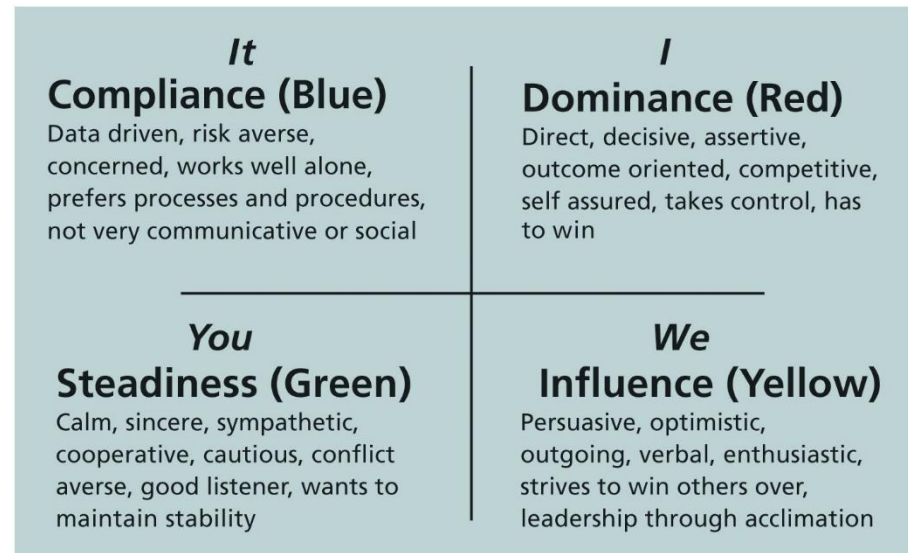 It
Compliance (Blue)
Data driven, risk averse,
concerned, works well alone,
prefers processes and procedures,
not very communicative or social
I
Dominance (Red)
Direct, decisive, assertive,
outcome oriented, competitive,
self assured, takes control, has
to win
You
Steadiness (Green)
Calm, sincere, sympathetic,
cooperative, cautious, conflict
averse, good listener, wants to
maintain stability
We
Influence (Yellow)
Persuasive, optimistic,
outgoing, verbal, enthusiastic,
strives to win others over,
leadership through acclimation